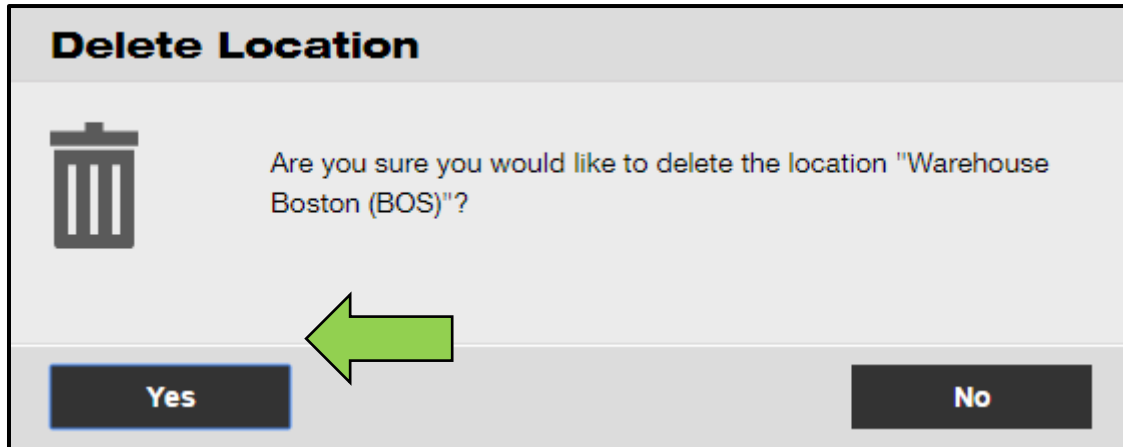 Delete Location
Are you sure you would like to delete the location "Warehouse
Boston (BOS)"?
Yes
No